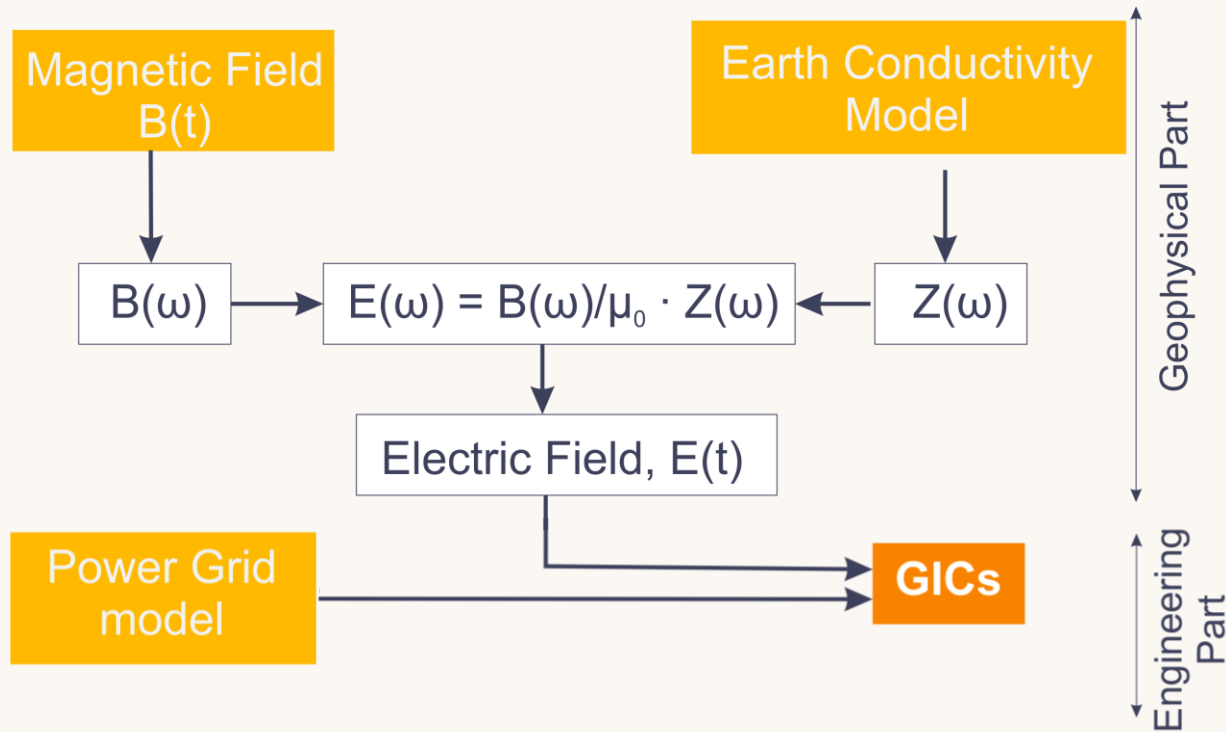 Magnetic Field
B(t)
Earth Conductivity
Model
B(ω)
E(ω) = B(ω)/μ₀ · Z(ω)
Z(ω)
Electric Field, E(t)
Geophysical Part
Power Grid
model
GICs
Engineering
Part